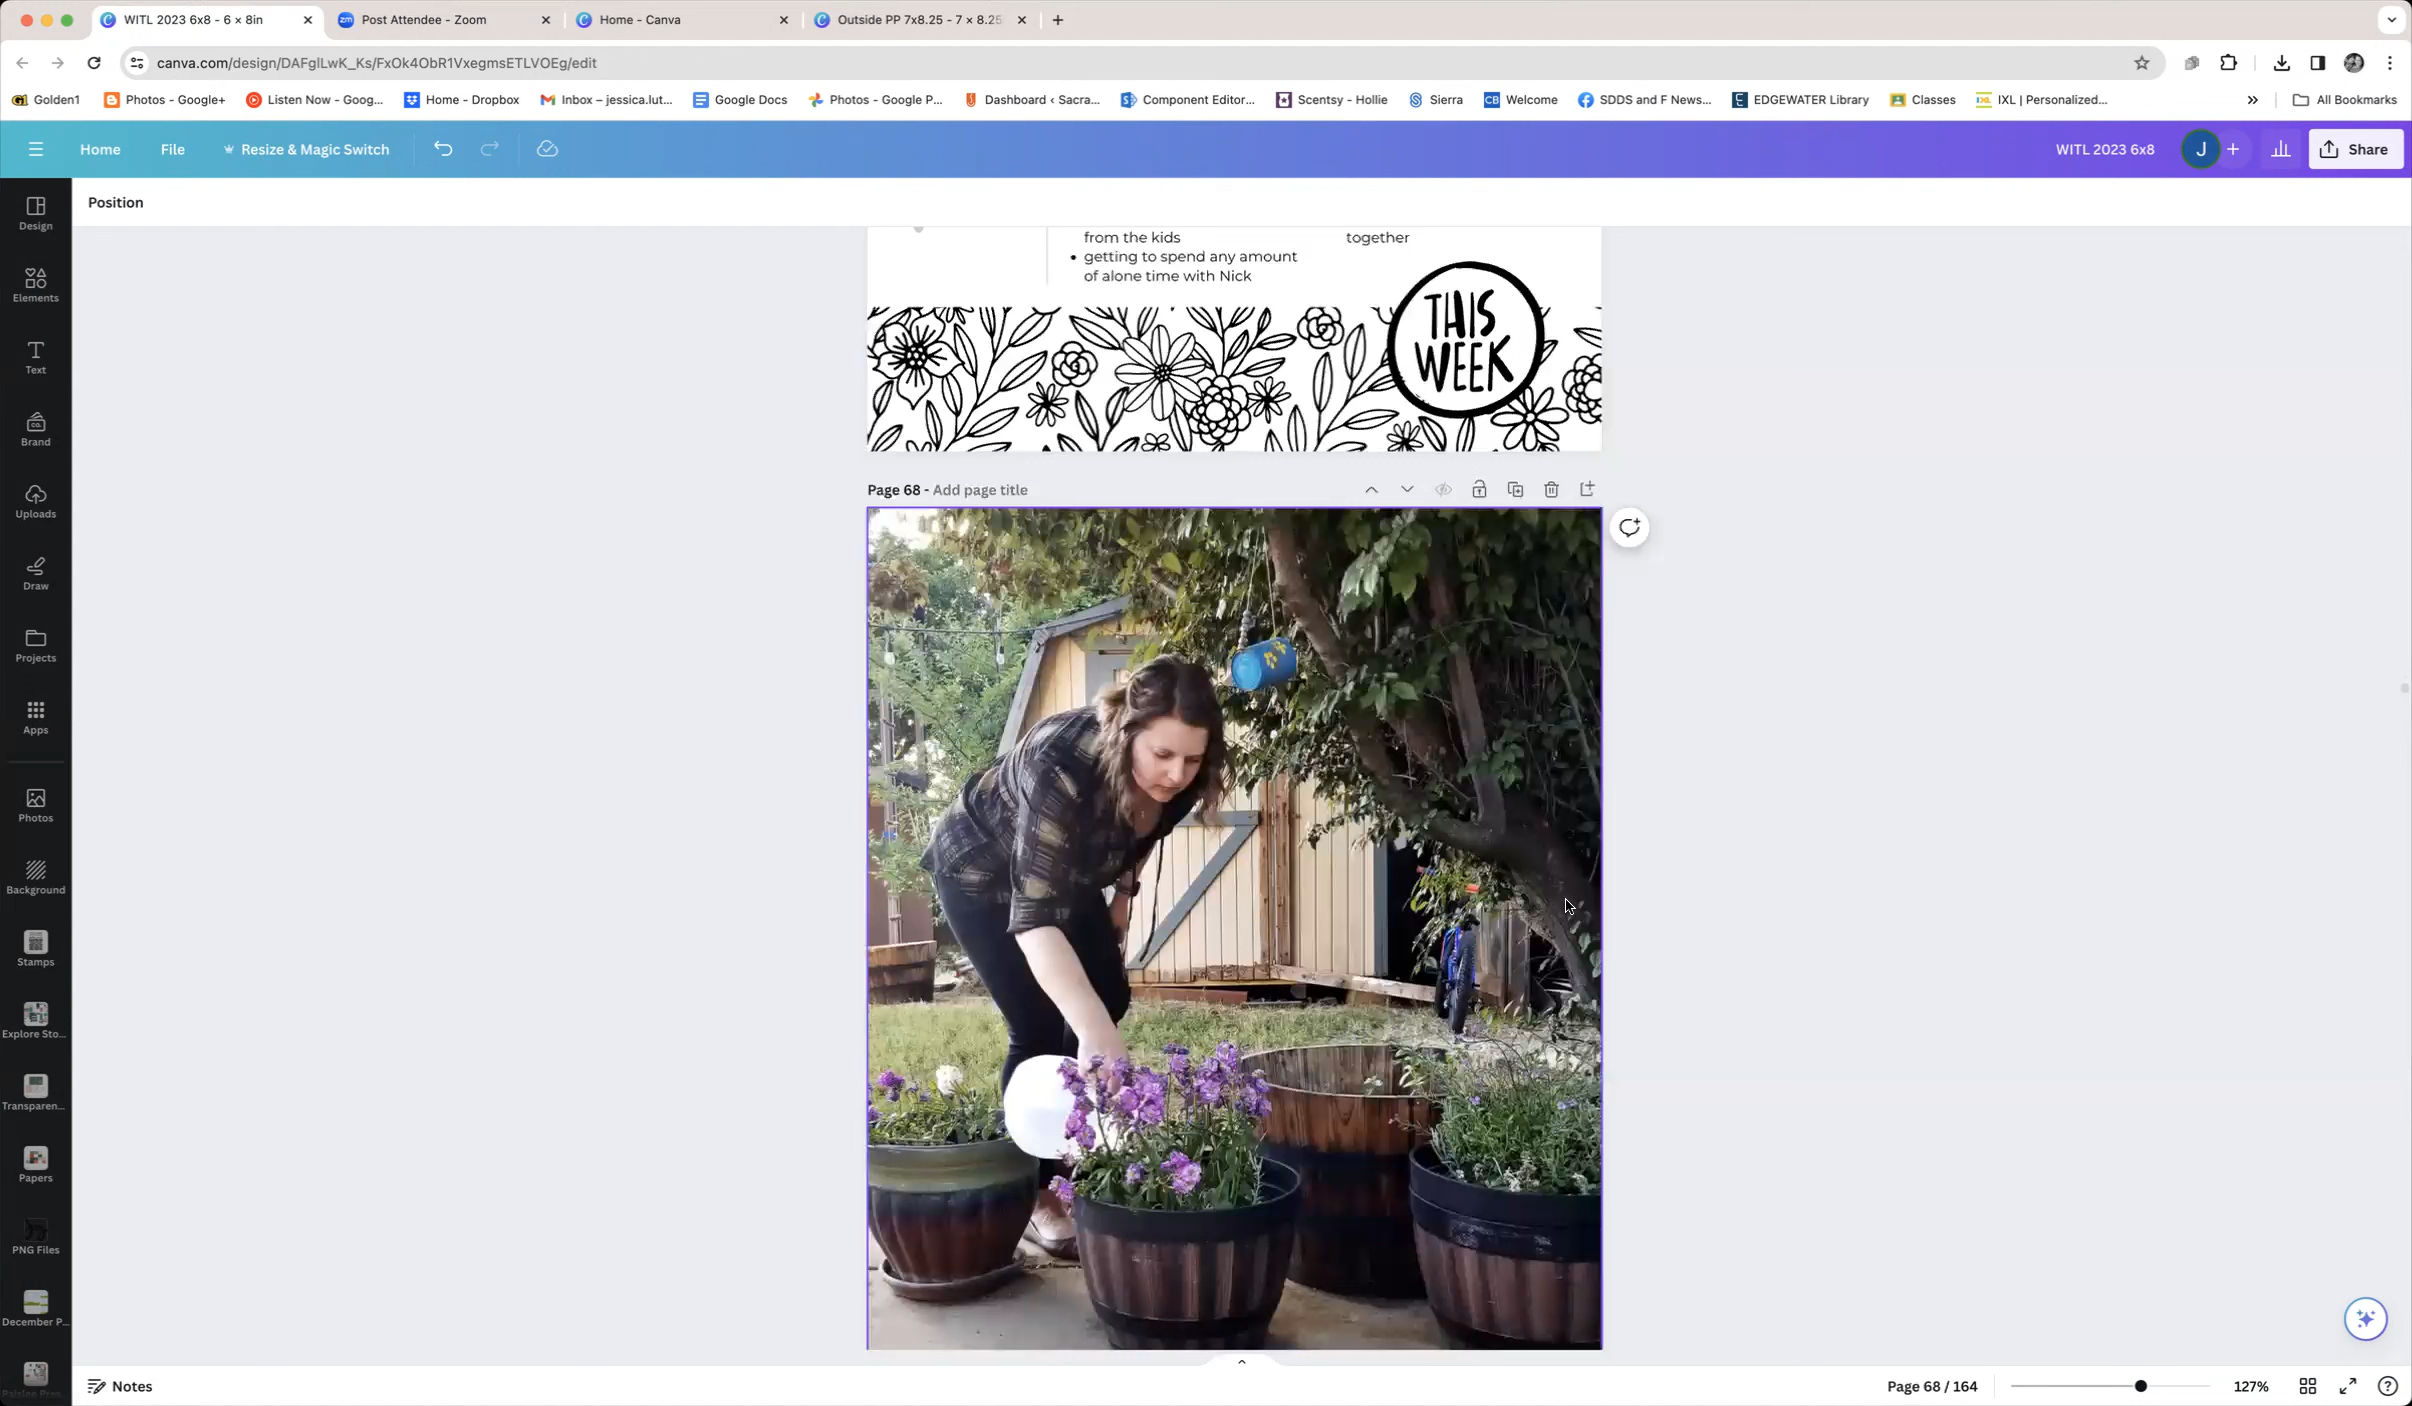 WITL 2023 6x8 - 6 × 8in
Post Attendee - Zoom
Home - Canva
Outside PP 7x8.25 - 7 × 8.25
canva.com/design/DAFglLwK_Ks/FxOk4ObR1VxegmsETLVOEg/edit
Golden1
Photos - Google+
Listen Now - Goog...
Home - Dropbox
Inbox – jessica.lut...
Google Docs
Photos - Google P...
Dashboard ‹ Sacra...
Component Editor...
Scentsy - Hollie
Sierra
Welcome
SDDS and F News...
EDGEWATER Library
Classes
IXL | Personalized...
All Bookmarks
Home
File
Resize & Magic Switch
WITL 2023 6x8
J
Share
Position
Design
Elements
Text
Brand
Uploads
Draw
Projects
Apps
Photos
Background
Stamps
Explore Sto...
Transparen...
Papers
PNG Files
December P...
from the kids
getting to spend any amount
of alone time with Nick
together
THIS
WEEK
Page 68 - Add page title
Notes
Page 68 / 164
127%